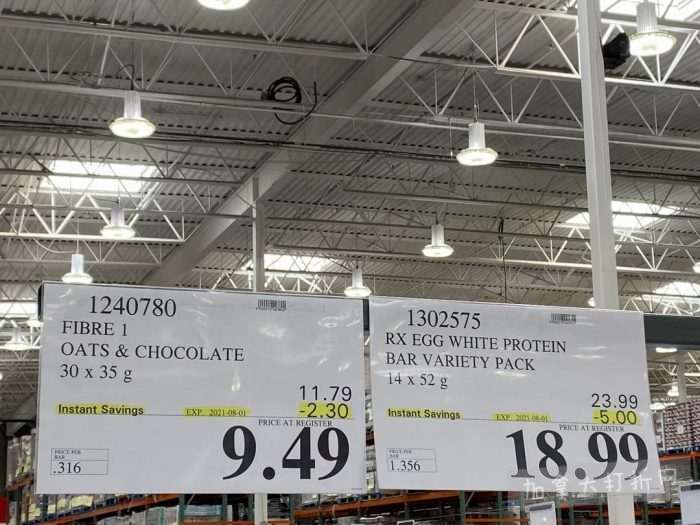 1240780
FIBRE 1
OATS & CHOCOLATE
30 x 35 g
11.79
Instant Savings EXP. 2021-08-01 -2.30
PRICE AT REGISTER
9.49
PRICE PER
BAR
.316
1302575
RX EGG WHITE PROTEIN
BAR VARIETY PACK
14 x 52 g
23.99
Instant Savings EXP. 2021-08-01 -5.00
PRICE AT REGISTER
18.99
PRICE PER
BAR
1.356
加拿大打折